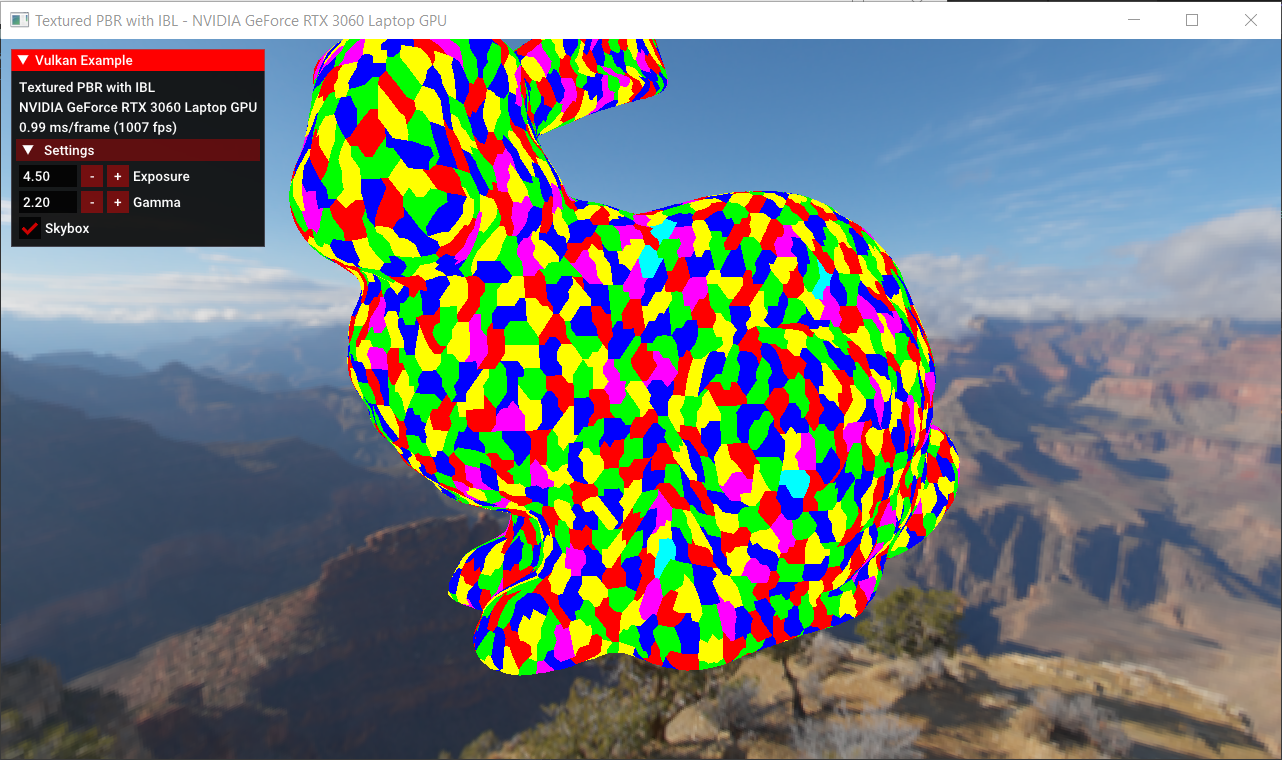 Textured PBR with IBL - NVIDIA GeForce RTX 3060 Laptop GPU
Vulkan Example
Textured PBR with IBL
NVIDIA GeForce RTX 3060 Laptop GPU
0.99 ms/frame (1007 fps)
Settings
4.50 - + Exposure
2.20 - + Gamma
Skybox